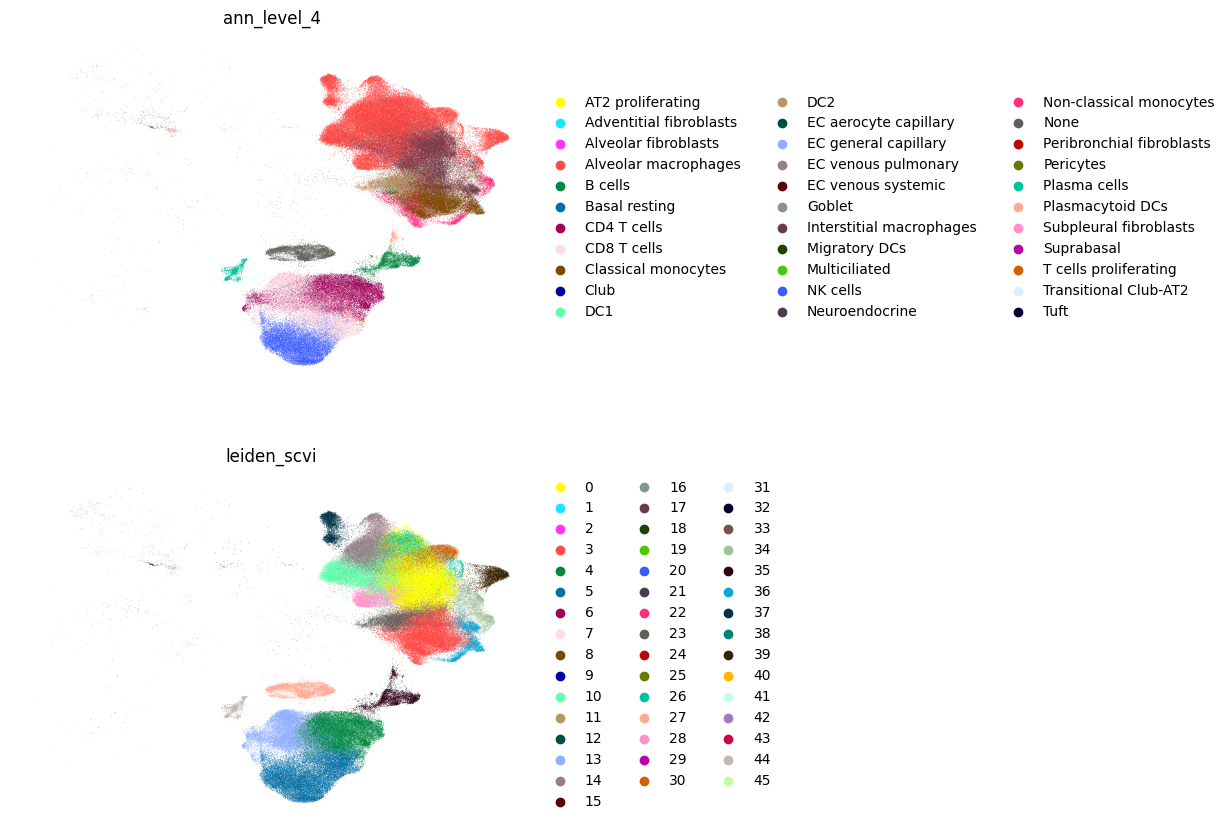 ann_level_4
AT2 proliferating
Adventitial fibroblasts
Alveolar fibroblasts
Alveolar macrophages
B cells
Basal resting
CD4 T cells
CD8 T cells
Classical monocytes
Club
DC1
DC2
EC aerocyte capillary
EC general capillary
EC venous pulmonary
EC venous systemic
Goblet
Interstitial macrophages
Migratory DCs
Multiciliated
NK cells
Neuroendocrine
Non-classical monocytes
None
Peribronchial fibroblasts
Pericytes
Plasma cells
Plasmacytoid DCs
Subpleural fibroblasts
Suprabasal
T cells proliferating
Transitional Club-AT2
Tuft
leiden_scvi
0
1
2
3
4
5
6
7
8
9
10
11
12
13
14
15
16
17
18
19
20
21
22
23
24
25
26
27
28
29
30
31
32
33
34
35
36
37
38
39
40
41
42
43
44
45